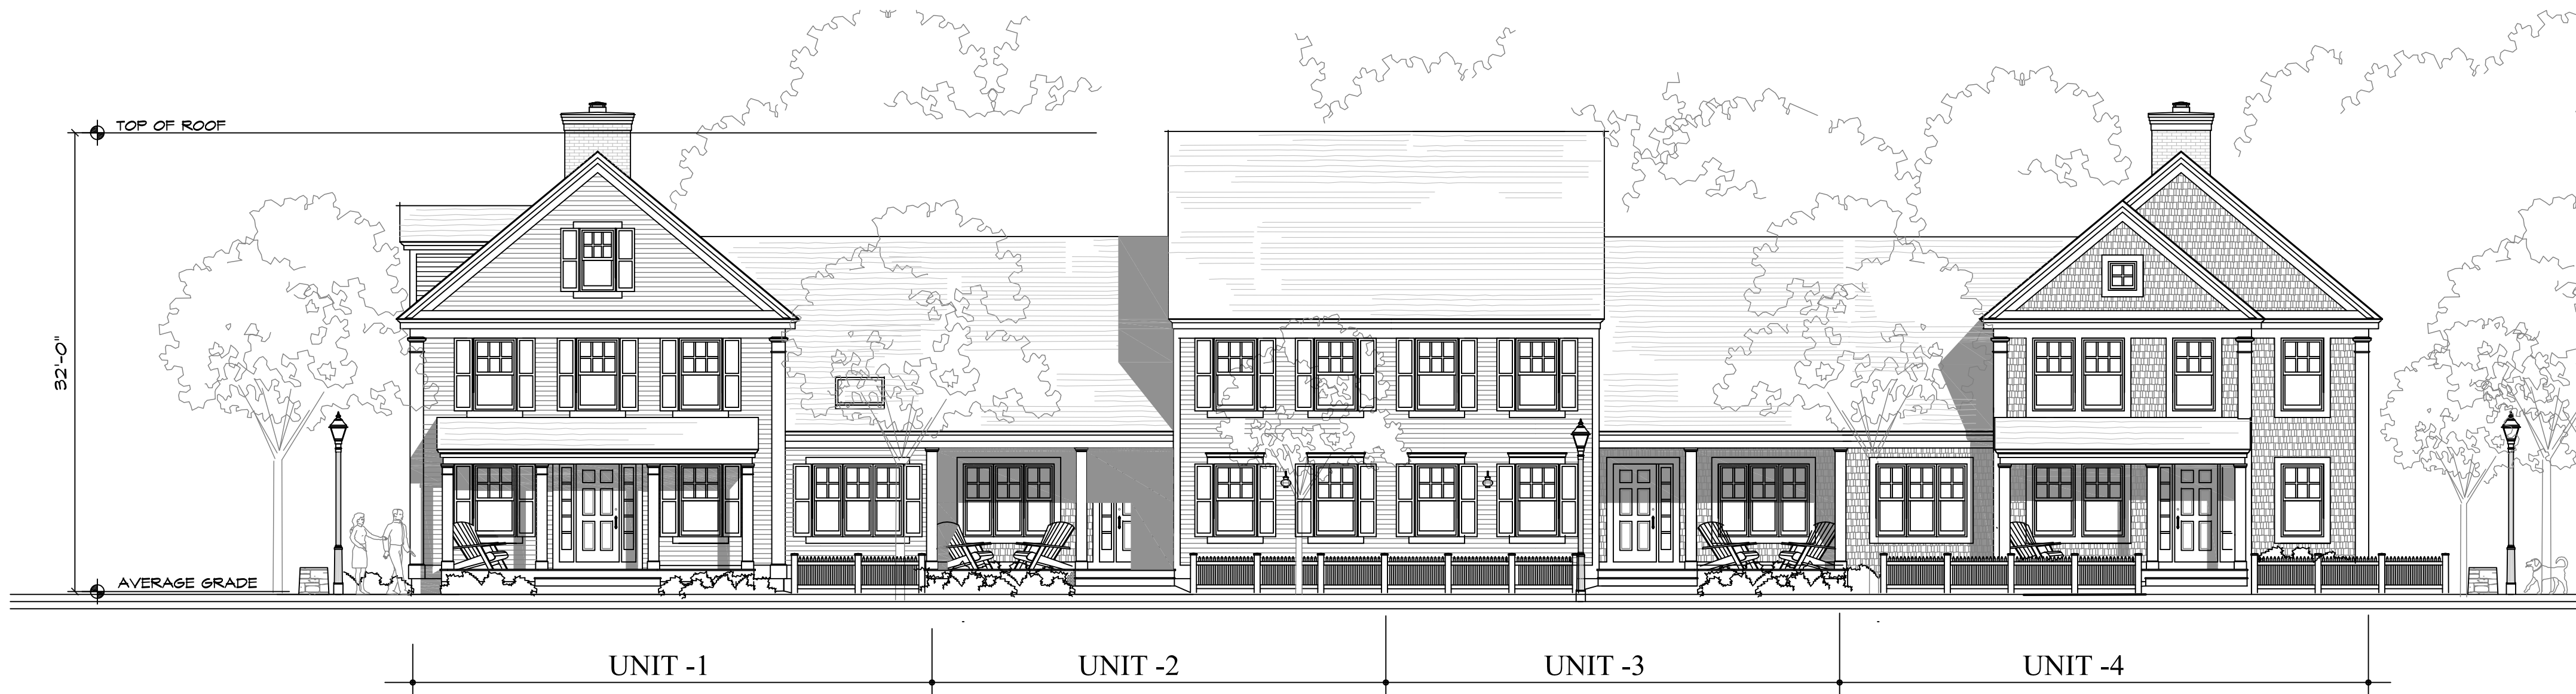 TOP OF ROOF
32'-0"
AVERAGE GRADE
UNIT -1
UNIT -2
UNIT -3
UNIT -4